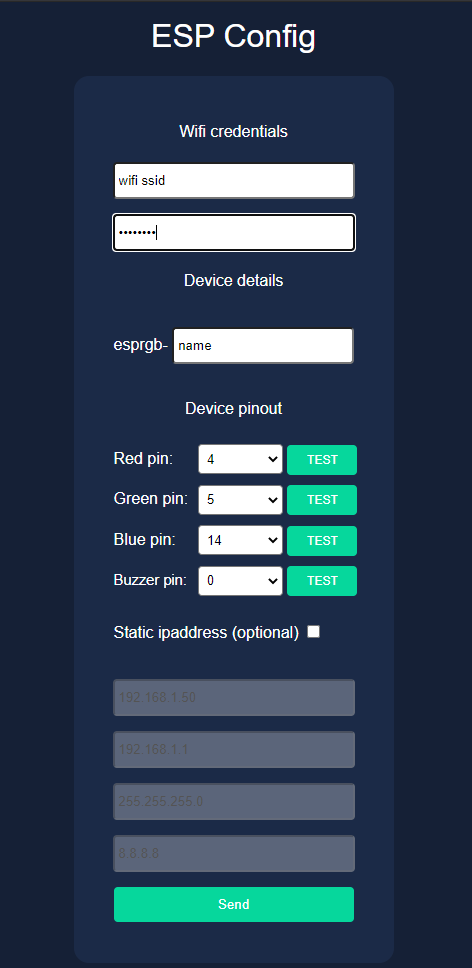 ESP Config
Wifi credentials
wifi ssid
••••••••
Device details
esprgb- name
Device pinout
Red pin: 4 TEST
Green pin: 5 TEST
Blue pin: 14 TEST
Buzzer pin: 0 TEST
Static ipaddress (optional)
192.168.1.50
192.168.1.1
255.255.255.0
8.8.8.8
Send